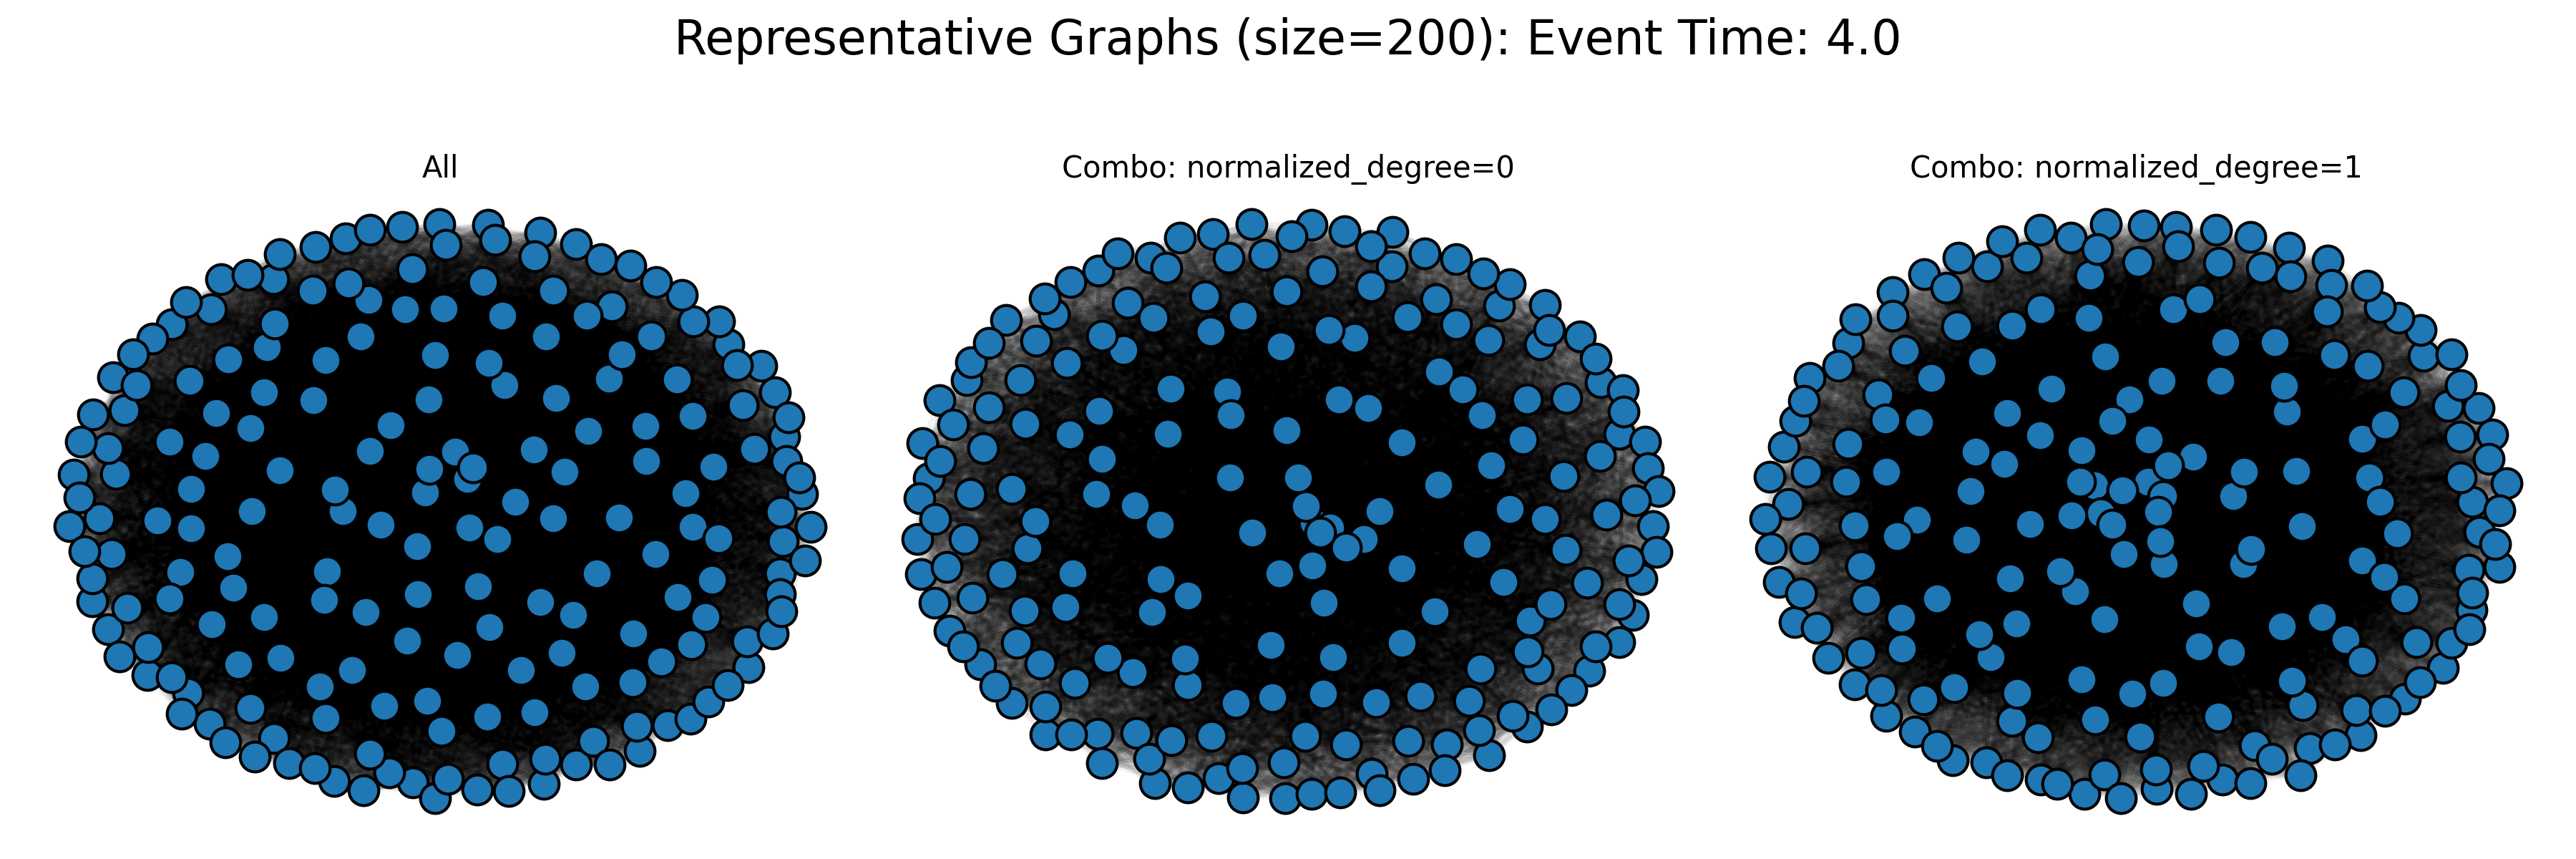 Representative Graphs (size=200): Event Time: 4.0
All
Combo: normalized_degree=0
Combo: normalized_degree=1